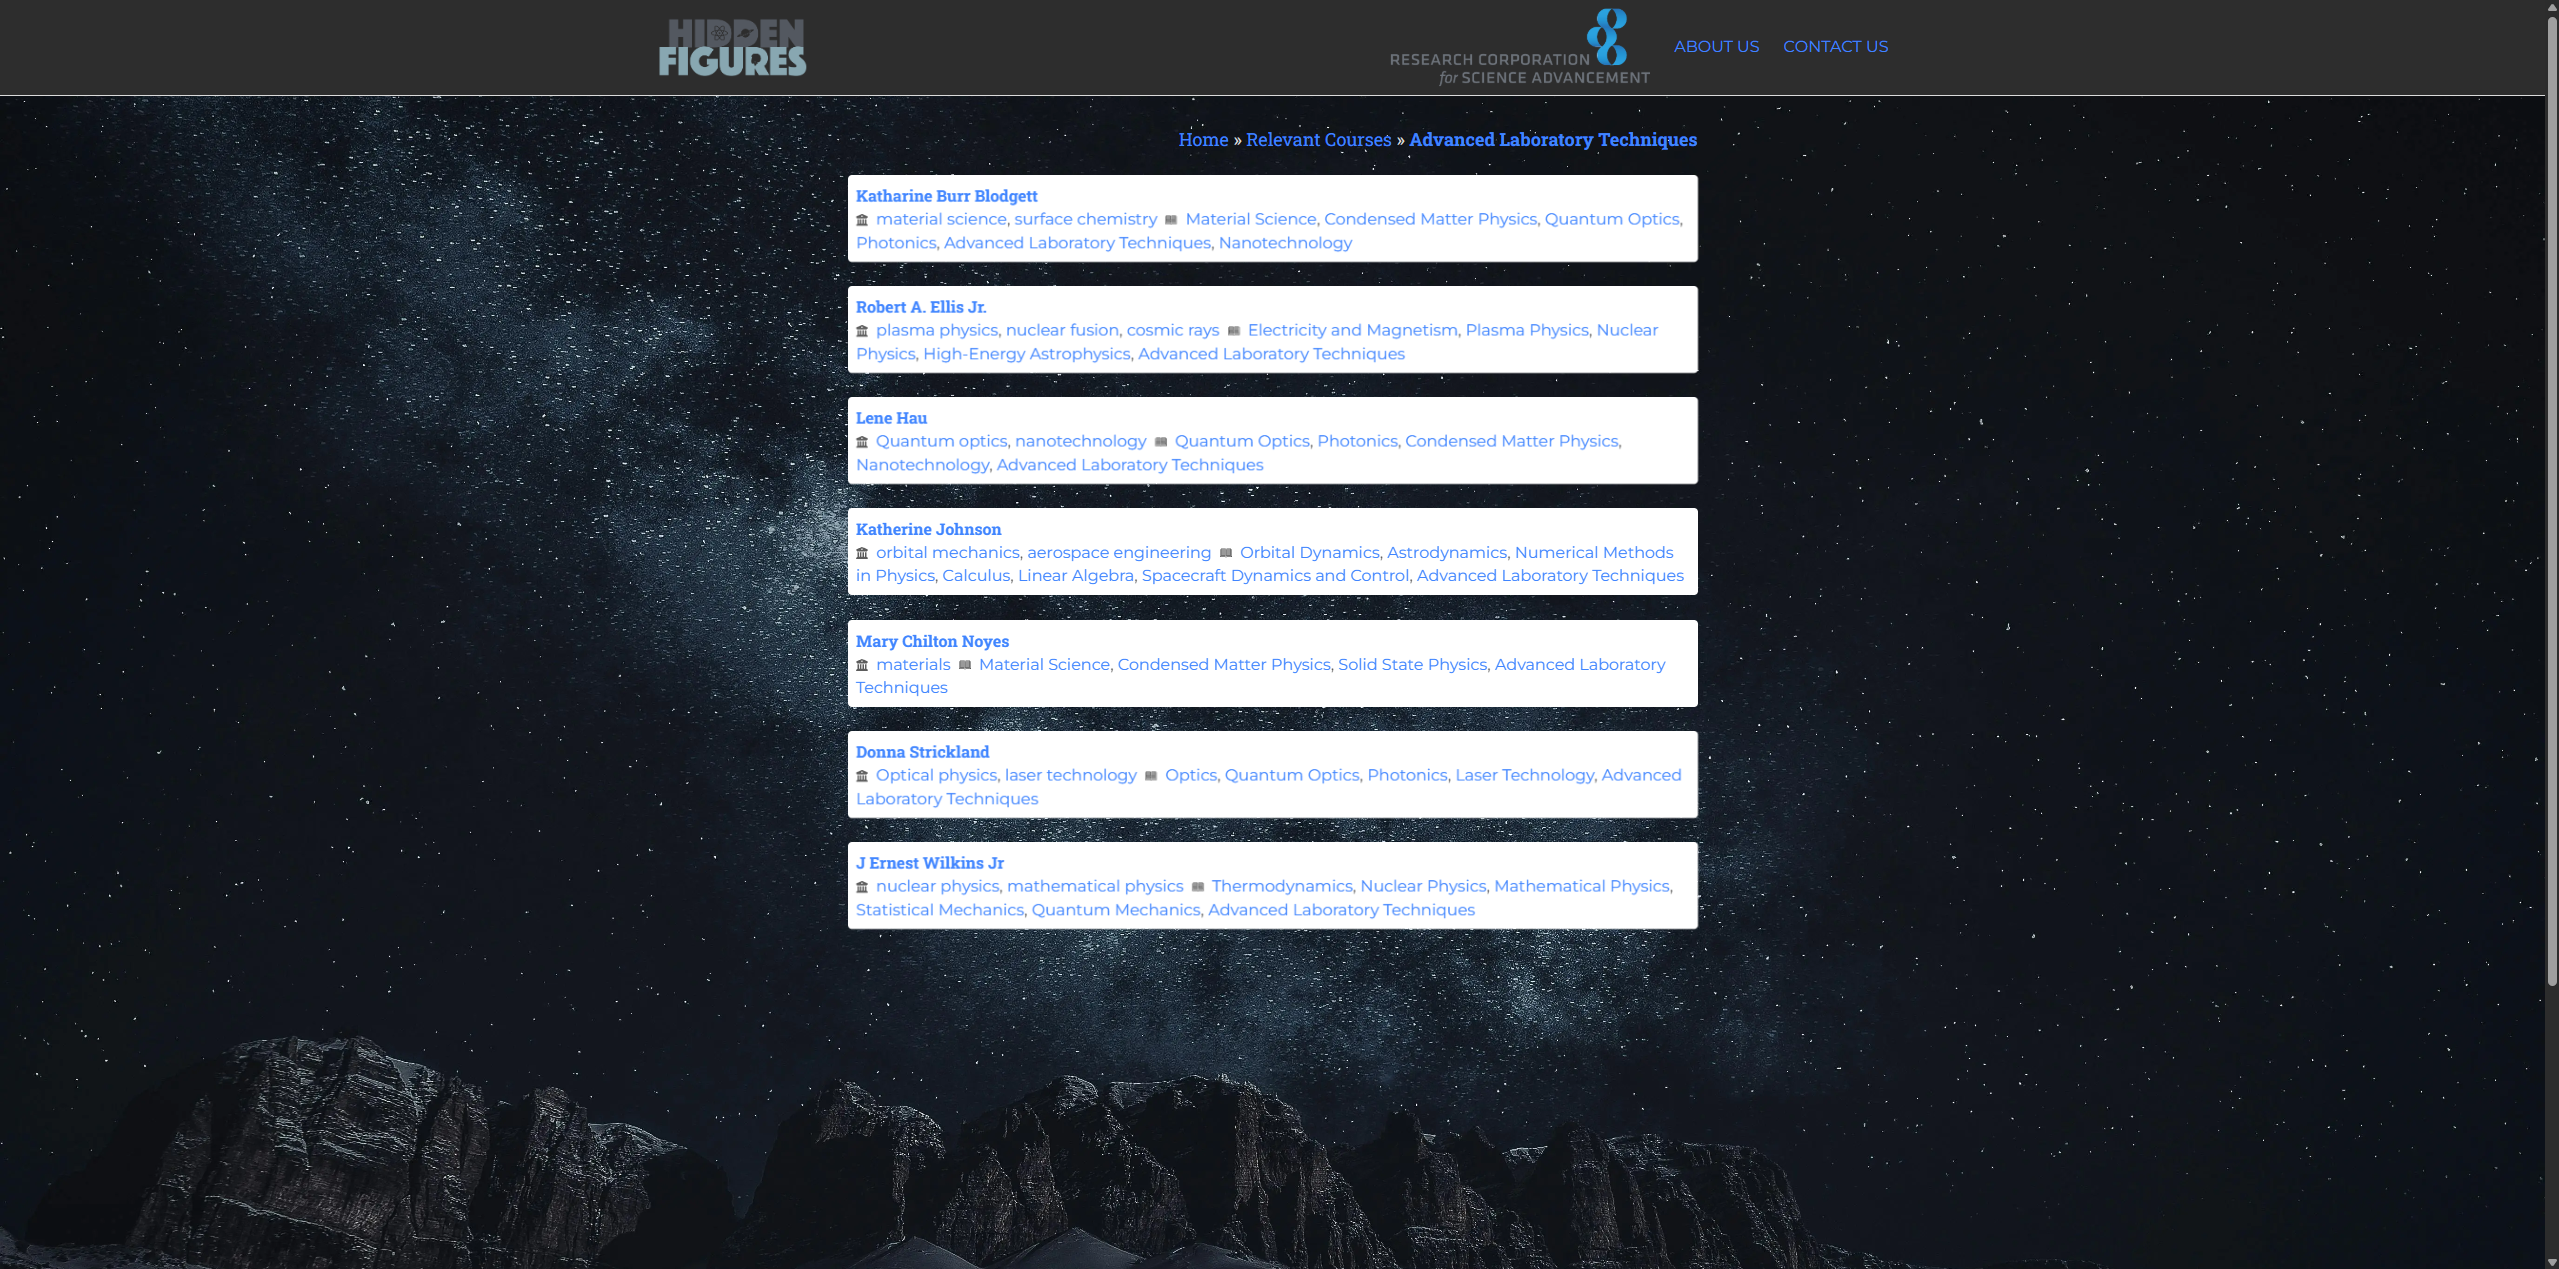 HIDDEN
FIGURES
RESEARCH CORPORATION
for SCIENCE ADVANCEMENT
ABOUT US
CONTACT US
Home » Relevant Courses » Advanced Laboratory Techniques
Katharine Burr Blodgett
material science, surface chemistry Material Science, Condensed Matter Physics, Quantum Optics,
Photonics, Advanced Laboratory Techniques, Nanotechnology
Robert A. Ellis Jr.
plasma physics, nuclear fusion, cosmic rays Electricity and Magnetism, Plasma Physics, Nuclear
Physics, High-Energy Astrophysics, Advanced Laboratory Techniques
Lene Hau
Quantum optics, nanotechnology Quantum Optics, Photonics, Condensed Matter Physics,
Nanotechnology, Advanced Laboratory Techniques
Katherine Johnson
orbital mechanics, aerospace engineering Orbital Dynamics, Astrodynamics, Numerical Methods
in Physics, Calculus, Linear Algebra, Spacecraft Dynamics and Control, Advanced Laboratory Techniques
Mary Chilton Noyes
materials Material Science, Condensed Matter Physics, Solid State Physics, Advanced Laboratory
Techniques
Donna Strickland
Optical physics, laser technology Optics, Quantum Optics, Photonics, Laser Technology, Advanced
Laboratory Techniques
J Ernest Wilkins Jr
nuclear physics, mathematical physics Thermodynamics, Nuclear Physics, Mathematical Physics,
Statistical Mechanics, Quantum Mechanics, Advanced Laboratory Techniques